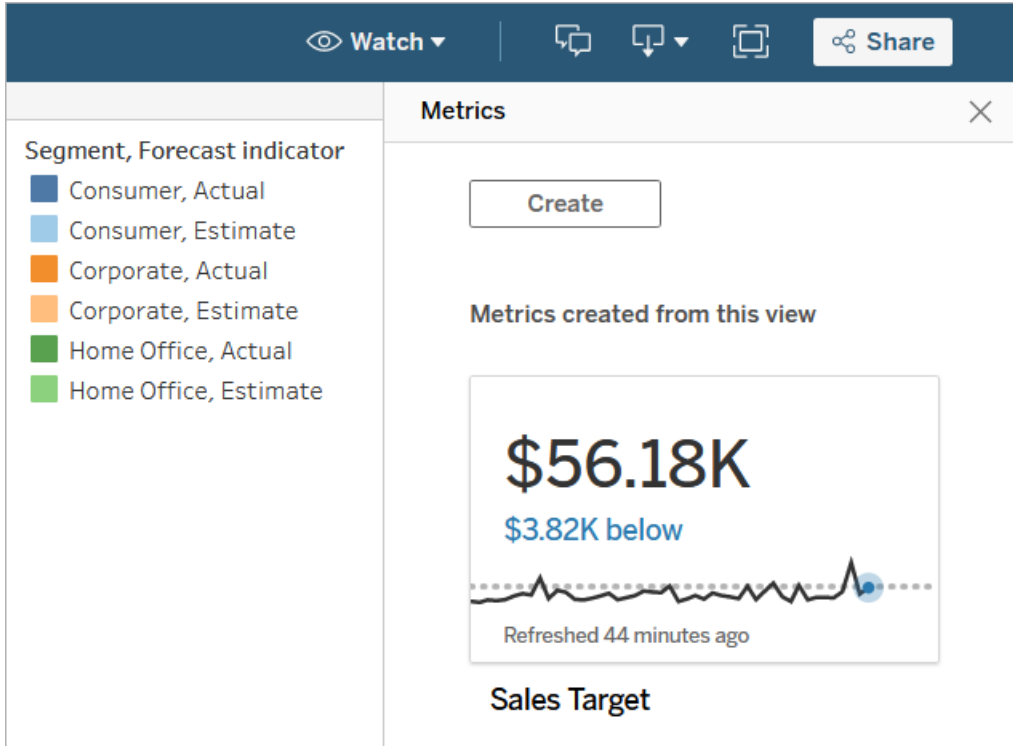 Watch
Share
Metrics
Segment, Forecast indicator
Consumer, Actual
Consumer, Estimate
Corporate, Actual
Corporate, Estimate
Home Office, Actual
Home Office, Estimate
Create
Metrics created from this view
$56.18K
$3.82K below
Refreshed 44 minutes ago
Sales Target